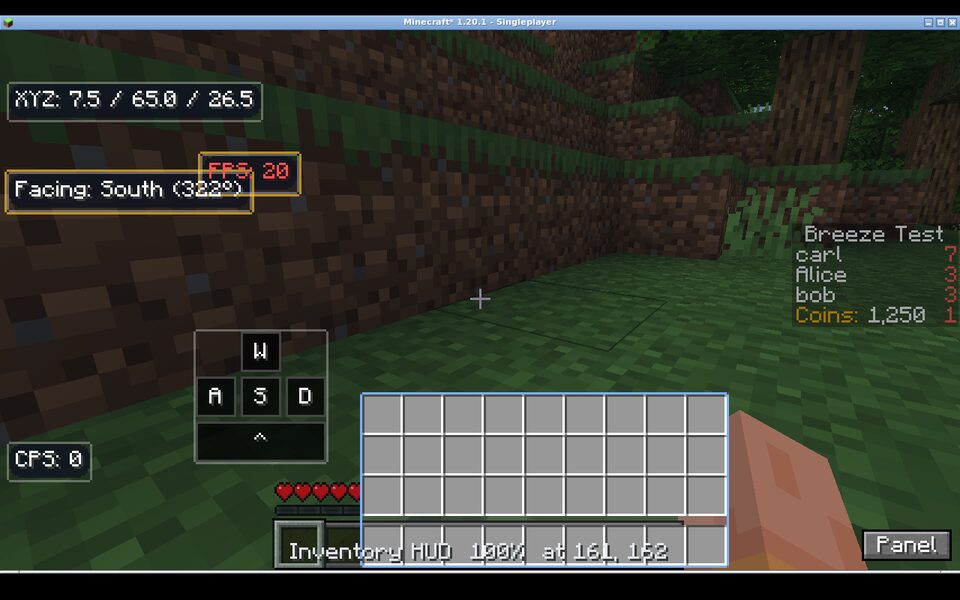 Minecraft* 1.20.1 - Singleplayer
XYZ: 7.5 / 65.0 / 26.5
FPS: 20
Facing: South (322°)
Breeze Test
carl 7
Alice 3
bob 3
Coins: 1,250 1
W
A S D
^
CPS: 0
Inventory HUD 100% at 161, 162
Panel